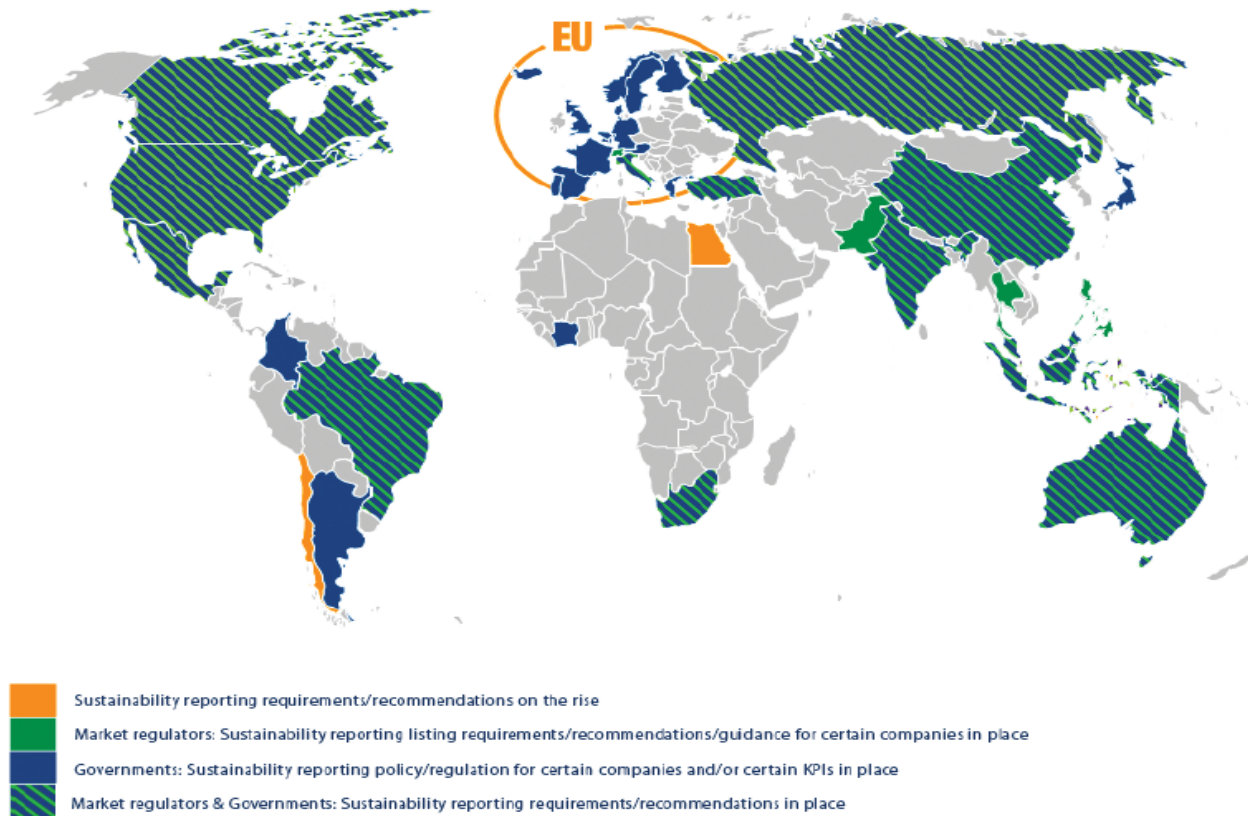 EU
Sustainability reporting requirements/recommendations on the rise
Market regulators: Sustainability reporting listing requirements/recommendations/guidance for certain companies in place
Governments: Sustainability reporting policy/regulation for certain companies and/or certain KPIs in place
Market regulators & Governments: Sustainability reporting requirements/recommendations in place